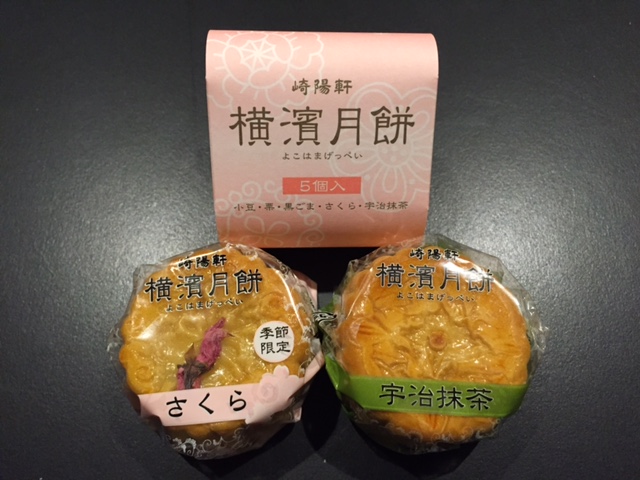 崎陽軒
横濱月餅
よこはまげっぺい
5個入
小豆・栗・黒ごま・さくら・宇治抹茶
崎陽軒
横濱月餅
よこはまげっぺい
季節
限定
さくら
崎陽軒
横濱月餅
よこはまげっぺい
宇治抹茶